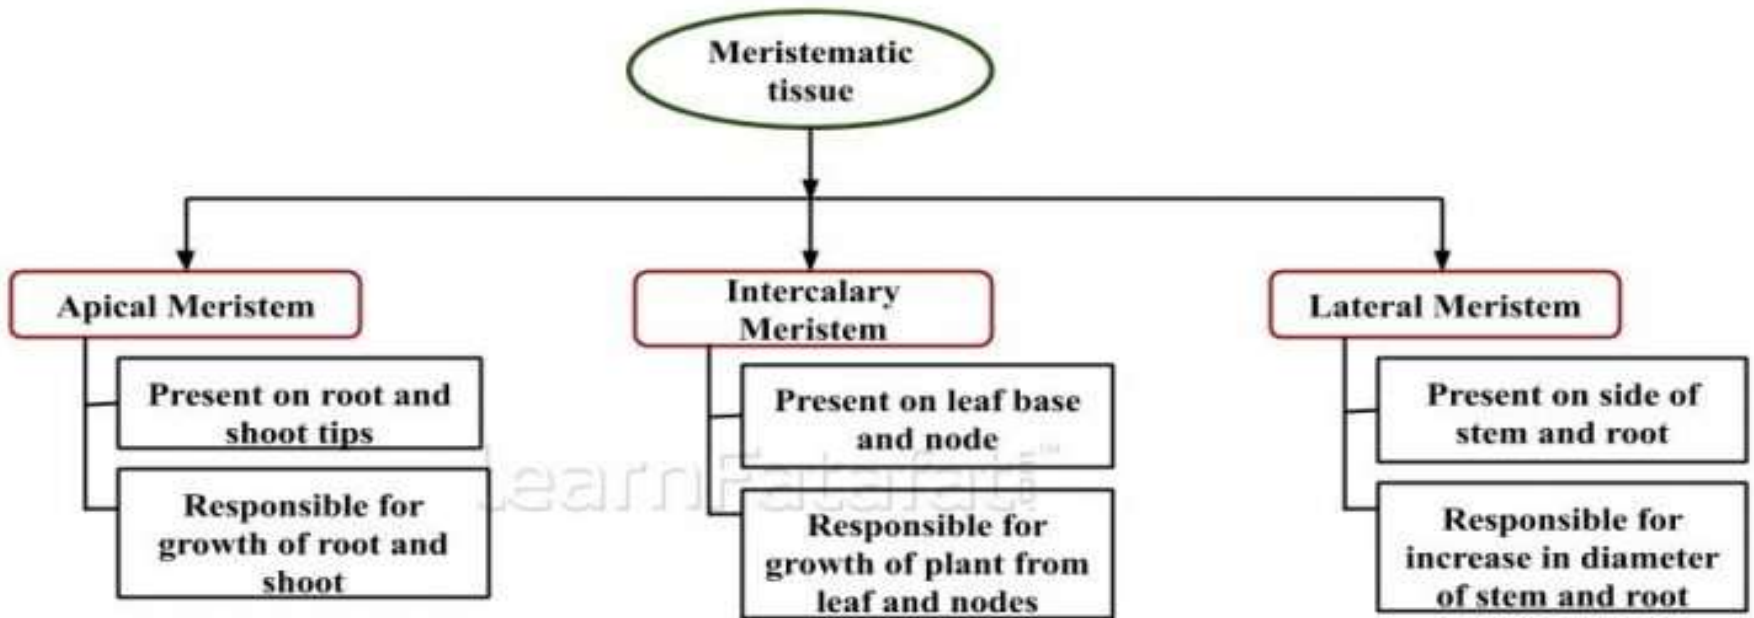 Meristematic
tissue
Apical Meristem
Present on root and
shoot tips
Responsible for
growth of root and
shoot
Intercalary
Meristem
Present on leaf base
and node
Responsible for
growth of plant from
leaf and nodes
Lateral Meristem
Present on side of
stem and root
Responsible for
increase in diameter
of stem and root
LearnFatafat